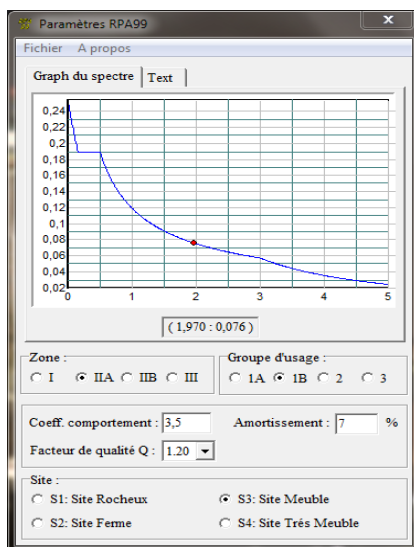 Paramètres RPA99
Fichier A propos
Graph du spectre Text
0,24
0,22
0,2
0,18
0,16
0,14
0,12
0,1
0,08
0,06
0,04
0,02
0 1 2 3 4 5
( 1,970 : 0,076 )
Zone : Groupe d'usage :
I IIA IIB III 1A 1B 2 3
Coeff. comportement : 3,5 Amortissement : 7 %
Facteur de qualité Q : 1.20
Site :
S1: Site Rocheux S3: Site Meuble
S2: Site Ferme S4: Site Trés Meuble